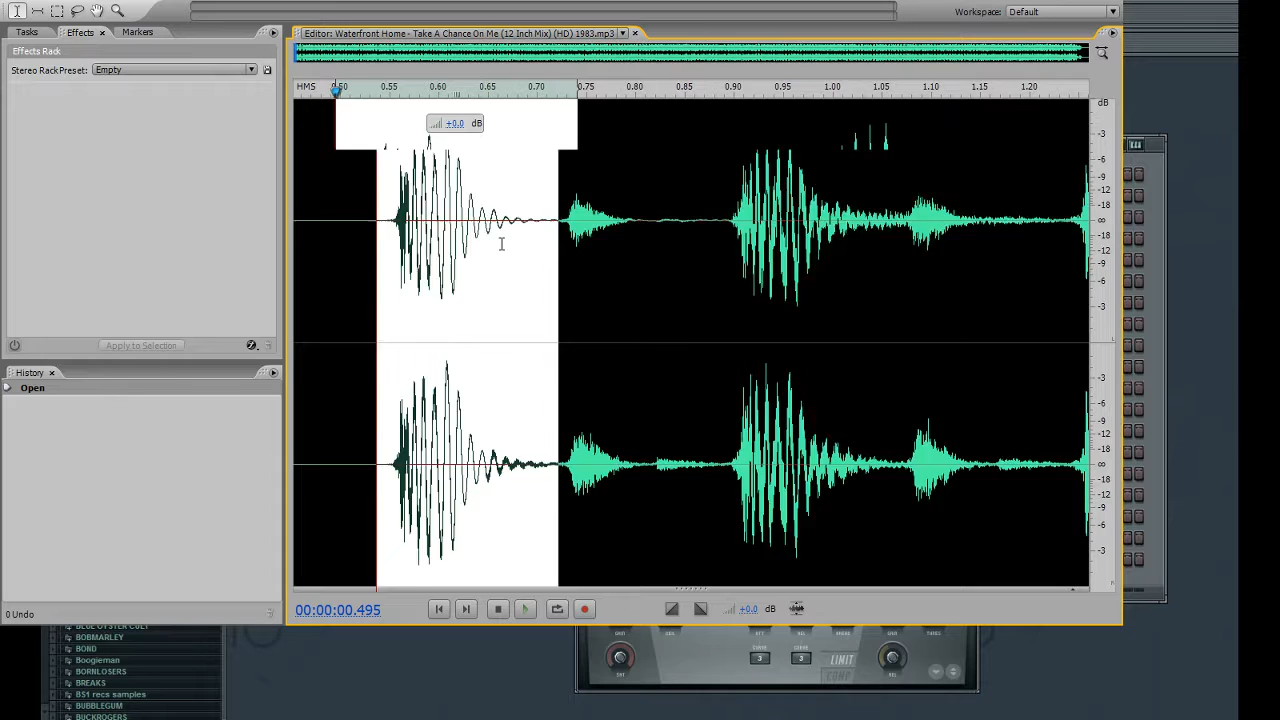 Workspace: Default
Tasks Effects Markers
Editor: Waterfront Home - Take A Chance On Me (12 Inch Mix) (HD) 1983.mp3
Effects Rack
Stereo Rack Preset: Empty
HMS 0.55 0.60 0.65 0.70 0.75 0.80 0.85 0.90 0.95 1.00 1.05 1.10 1.15 1.20
dB
+0.0 dB
-3
-6
-9
-12
-18
∞
-18
-12
-9
-6
-3
L
Apply to Selection
History
Open
-3
-6
-9
-12
-18
∞
-18
-12
-9
-6
-3
R
00:00:00.495
+0.0 dB
0 Undo
BLUE OYSTER CULT
BOBMARLEY
BOND
Boogieman
BORNLOSERS
BREAKS
BS1 recs samples
BUBBLEGUM
BUCKROGERS
3
3
LIMIT
COMP